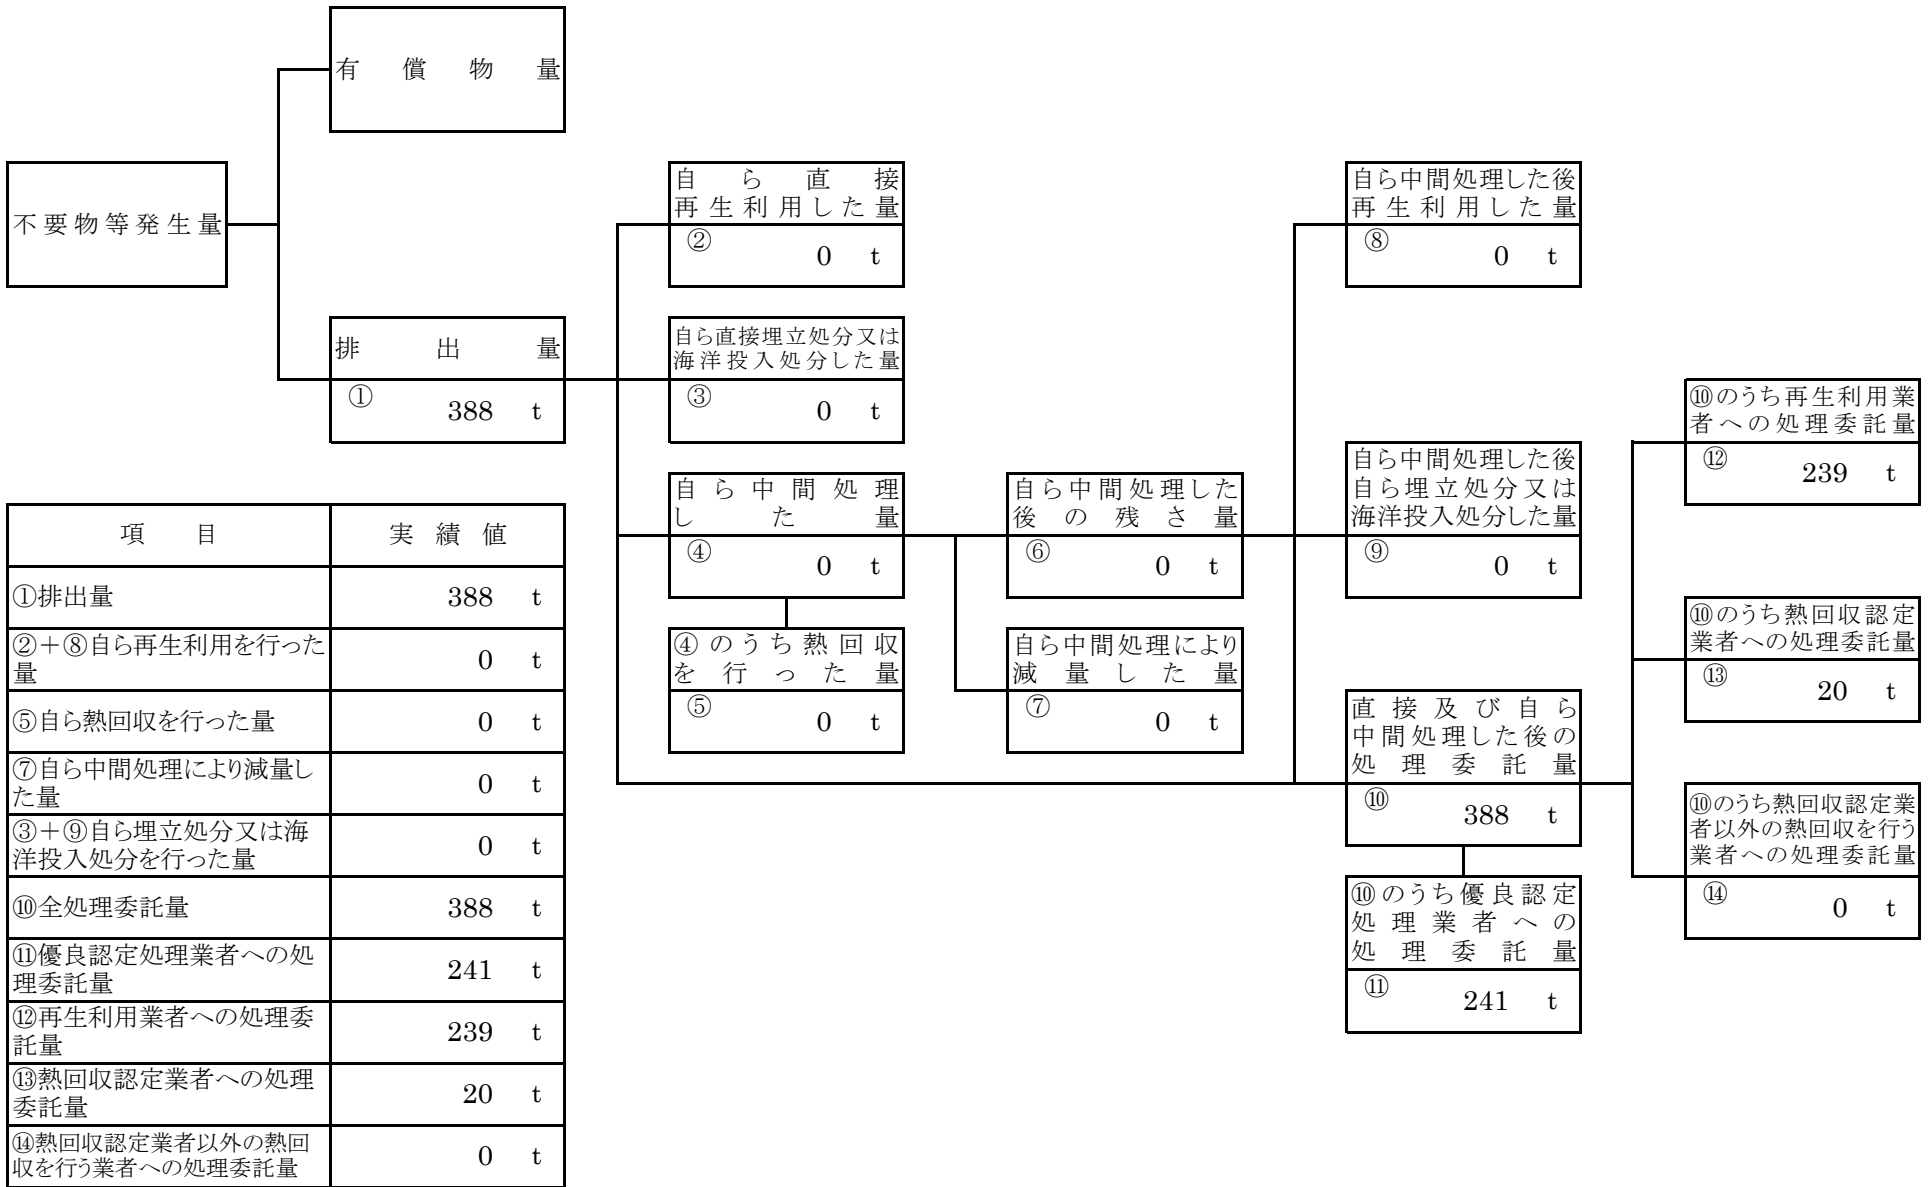 有償物量
不要物等発生量
排出量
① 388 t
自ら直接
再生利用した量
② 0 t
自ら直接埋立処分又は
海洋投入処分した量
③ 0 t
自ら中間処理
した量
④ 0 t
④のうち熱回収
を行った量
⑤ 0 t
自ら中間処理した
後の残さ量
⑥ 0 t
自ら中間処理により
減量した量
⑦ 0 t
自ら中間処理した後
再生利用した量
⑧ 0 t
自ら中間処理した後
自ら埋立処分又は
海洋投入処分した量
⑨ 0 t
直接及び自ら
中間処理した後の
処理委託量
⑩ 388 t
⑩のうち優良認定
処理業者への
処理委託量
⑪ 241 t
⑩のうち再生利用業
者への処理委託量
⑫ 239 t
⑩のうち熱回収認定
業者への処理委託量
⑬ 20 t
⑩のうち熱回収認定業
者以外の熱回収を行う
業者への処理委託量
⑭ 0 t
項目 実績値
①排出量 388 t
②＋⑧自ら再生利用を行った
量 0 t
⑤自ら熱回収を行った量 0 t
⑦自ら中間処理により減量し
た量 0 t
③＋⑨自ら埋立処分又は海
洋投入処分を行った量 0 t
⑩全処理委託量 388 t
⑪優良認定処理業者への処
理委託量 241 t
⑫再生利用業者への処理委
託量 239 t
⑬熱回収認定業者への処理
委託量 20 t
⑭熱回収認定業者以外の熱回
収を行う業者への処理委託量 0 t